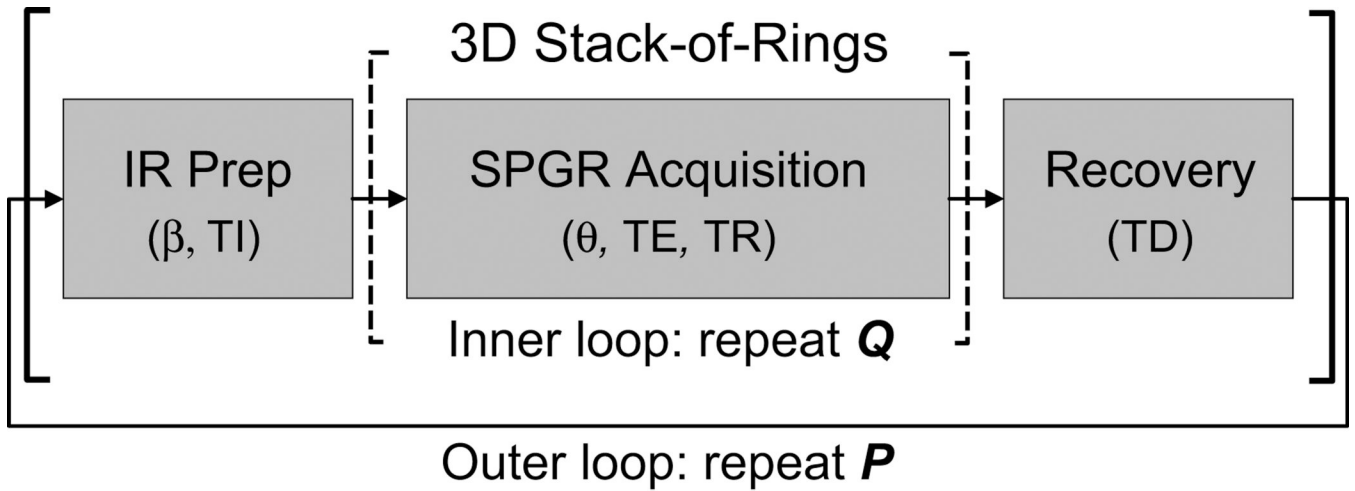 3D Stack-of-Rings
IR Prep
(β, TI)
SPGR Acquisition
(θ, TE, TR)
Recovery
(TD)
Inner loop: repeat Q
Outer loop: repeat P